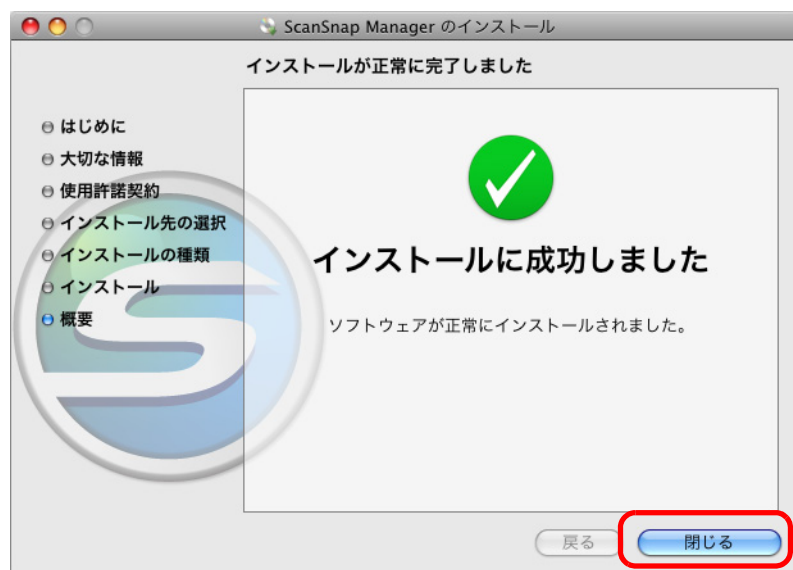 ScanSnap Manager のインストール
インストールが正常に完了しました
はじめに
大切な情報
使用許諾契約
インストール先の選択
インストールの種類
インストール
概要
インストールに成功しました
ソフトウェアが正常にインストールされました。
戻る
閉じる